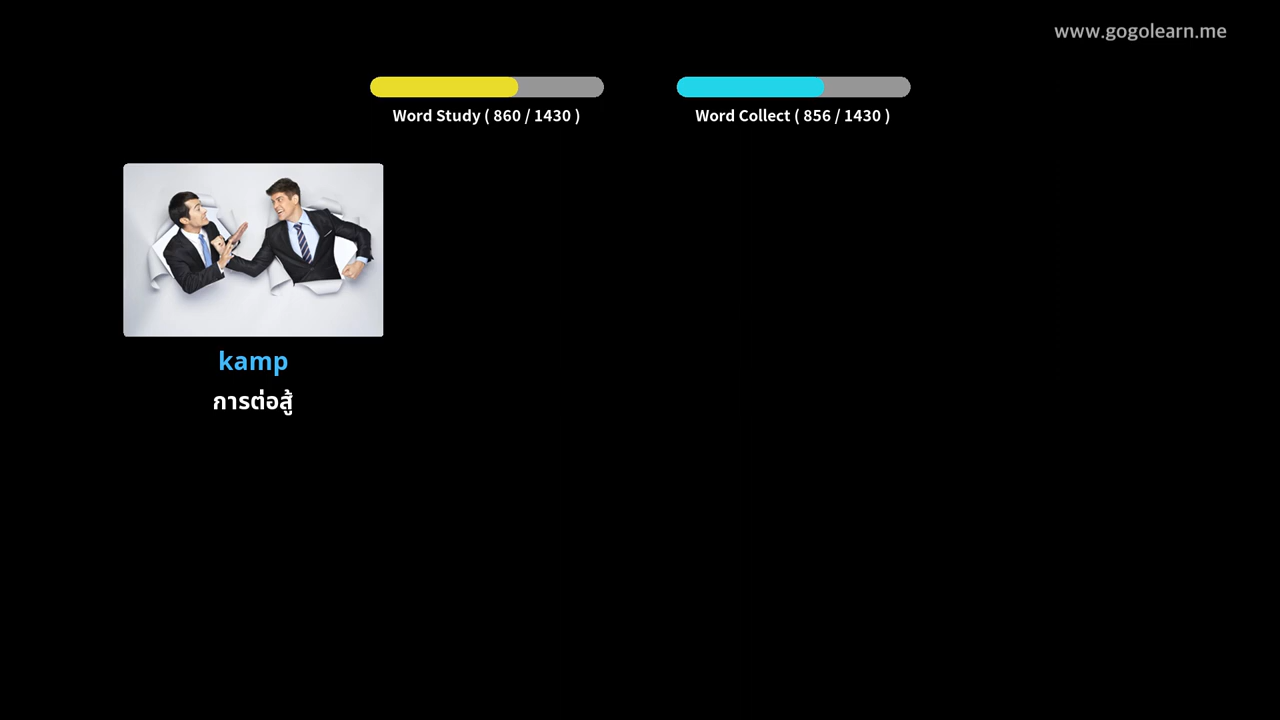 www.gogolearn.me
Word Study ( 860 / 1430 )
Word Collect ( 856 / 1430 )
kamp
การต่อสู้